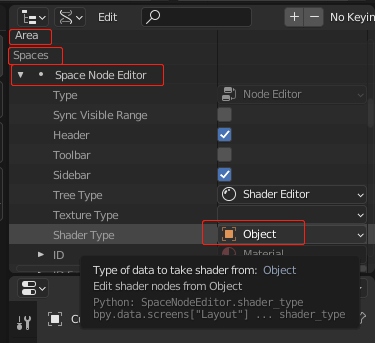 Edit
No Keyin
Area
Spaces
Space Node Editor
Type
Node Editor
Sync Visible Range
Header
Toolbar
Sidebar
Tree Type
Shader Editor
Texture Type
Shader Type
Object
ID
Material
Type of data to take shader from: Object
Edit shader nodes from Object
Python: SpaceNodeEditor.shader_type
bpy.data.screens["Layout"] ... shader_type
Cu